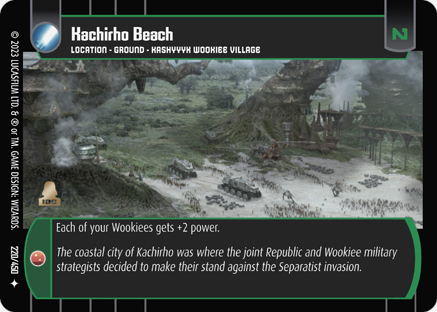 Kachirho Beach
LOCATION - GROUND - KASHYYYK WOOKIEE VILLAGE
N
Each of your Wookiees gets +2 power.
The coastal city of Kachirho was where the joint Republic and Wookiee military
strategists decided to make their stand against the Separatist invasion.
© 2023 LUCASFILM LTD. & ® OR TM. GAME DESIGN: WIZARDS.